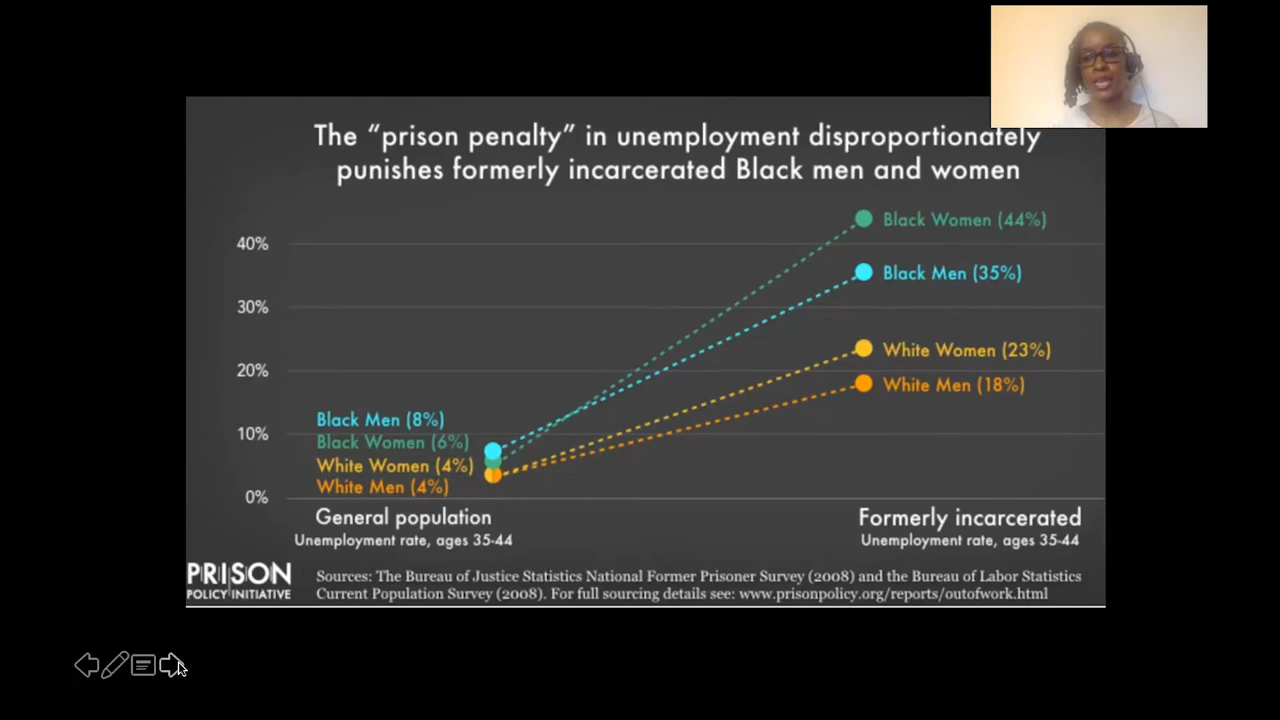 The “prison penalty” in unemployment disproportionately
punishes formerly incarcerated Black men and women
Black Women (44%)
40%
Black Men (35%)
30%
White Women (23%)
20%
White Men (18%)
Black Men (8%)
10%
Black Women (6%)
White Women (4%)
White Men (4%)
0%
General population
Unemployment rate, ages 35-44
Formerly incarcerated
Unemployment rate, ages 35-44
PRISON
POLICY INITIATIVE
Sources: The Bureau of Justice Statistics National Former Prisoner Survey (2008) and the Bureau of Labor Statistics
Current Population Survey (2008). For full sourcing details see: www.prisonpolicy.org/reports/outofwork.html